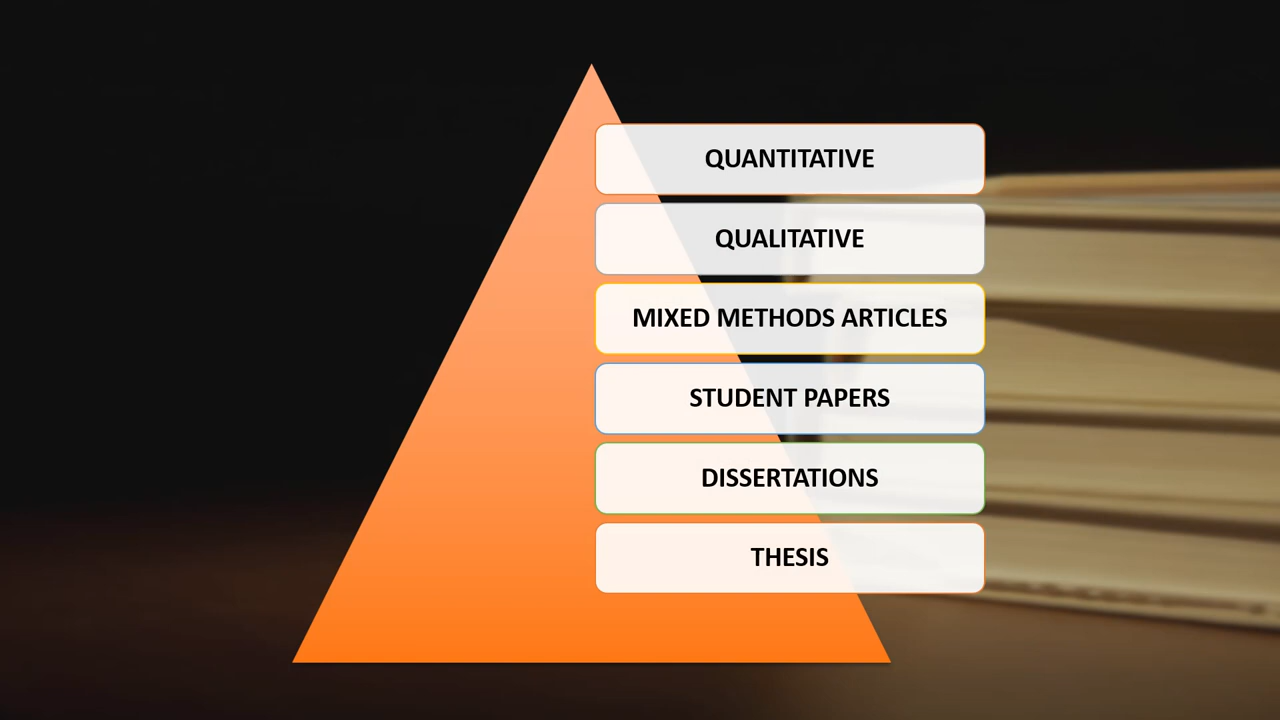 QUANTITATIVE
QUALITATIVE
MIXED METHODS ARTICLES
STUDENT PAPERS
DISSERTATIONS
THESIS